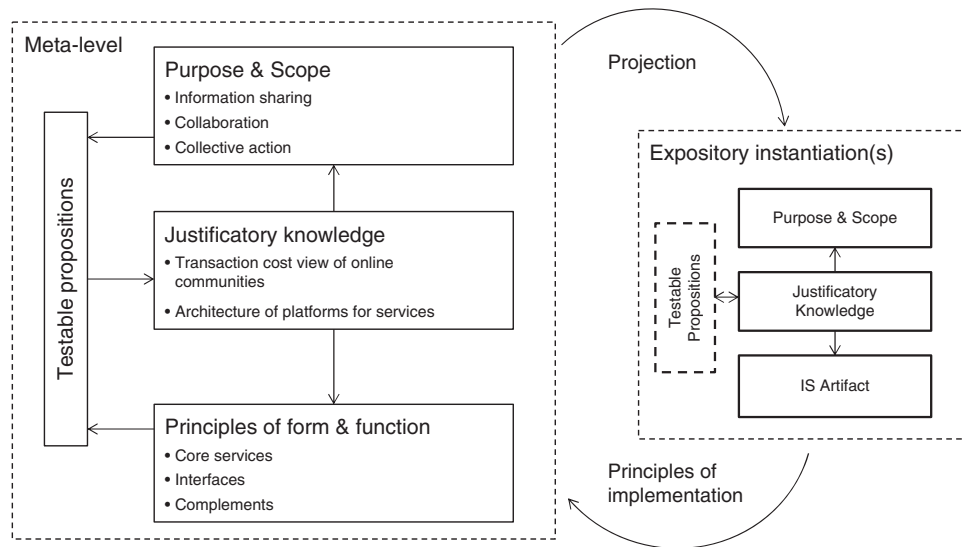 Meta-level
Purpose & Scope
• Information sharing
• Collaboration
• Collective action
Testable propositions
Justificatory knowledge
• Transaction cost view of online
communities
• Architecture of platforms for services
Principles of form & function
• Core services
• Interfaces
• Complements
Projection
Expository instantiation(s)
Purpose & Scope
Testable
Propositions
Justificatory
Knowledge
IS Artifact
Principles of
implementation